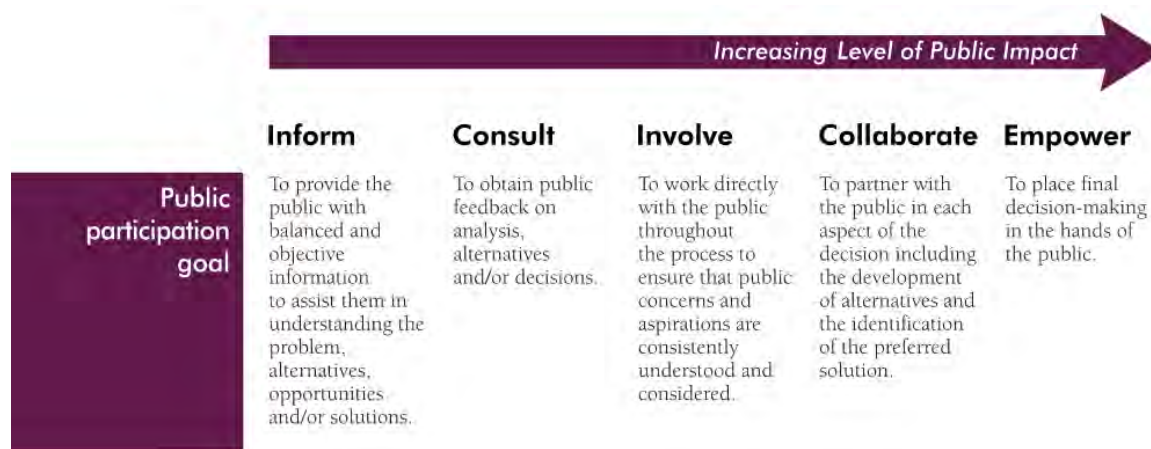 Increasing Level of Public Impact
Inform
Consult
Involve
Collaborate
Empower
Public
participation
goal
To provide the
public with
balanced and
objective
information
to assist them in
understanding the
problem,
alternatives,
opportunities
and/or solutions.
To obtain public
feedback on
analysis,
alternatives
and/or decisions.
To work directly
with the public
throughout
the process to
ensure that public
concerns and
aspirations are
consistently
understood and
considered.
To partner with
the public in each
aspect of the
decision including
the development
of alternatives and
the identification
of the preferred
solution.
To place final
decision-making
in the hands of
the public.